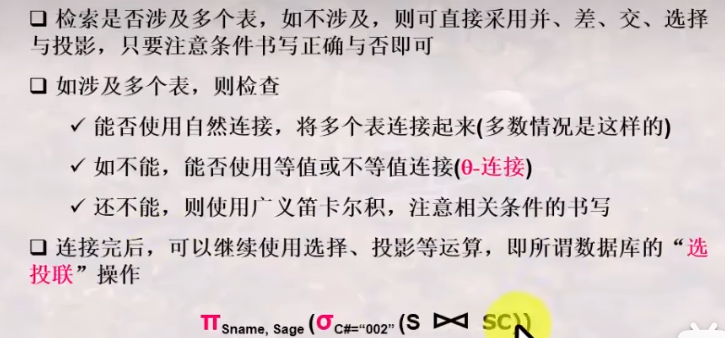 ❑ 检索是否涉及多个表，如不涉及，则可直接采用并、差、交、选择
与投影，只要注意条件书写正确与否即可
❑ 如涉及多个表，则检查
✓ 能否使用自然连接，将多个表连接起来(多数情况是这样的)
✓ 如不能，能否使用等值或不等值连接(θ-连接)
✓ 还不能，则使用广义笛卡尔积，注意相关条件的书写
❑ 连接完后，可以继续使用选择、投影等运算，即所谓数据库的“选
投联”操作
π Sname, Sage (σ C#=“002” (S ⋈ SC))